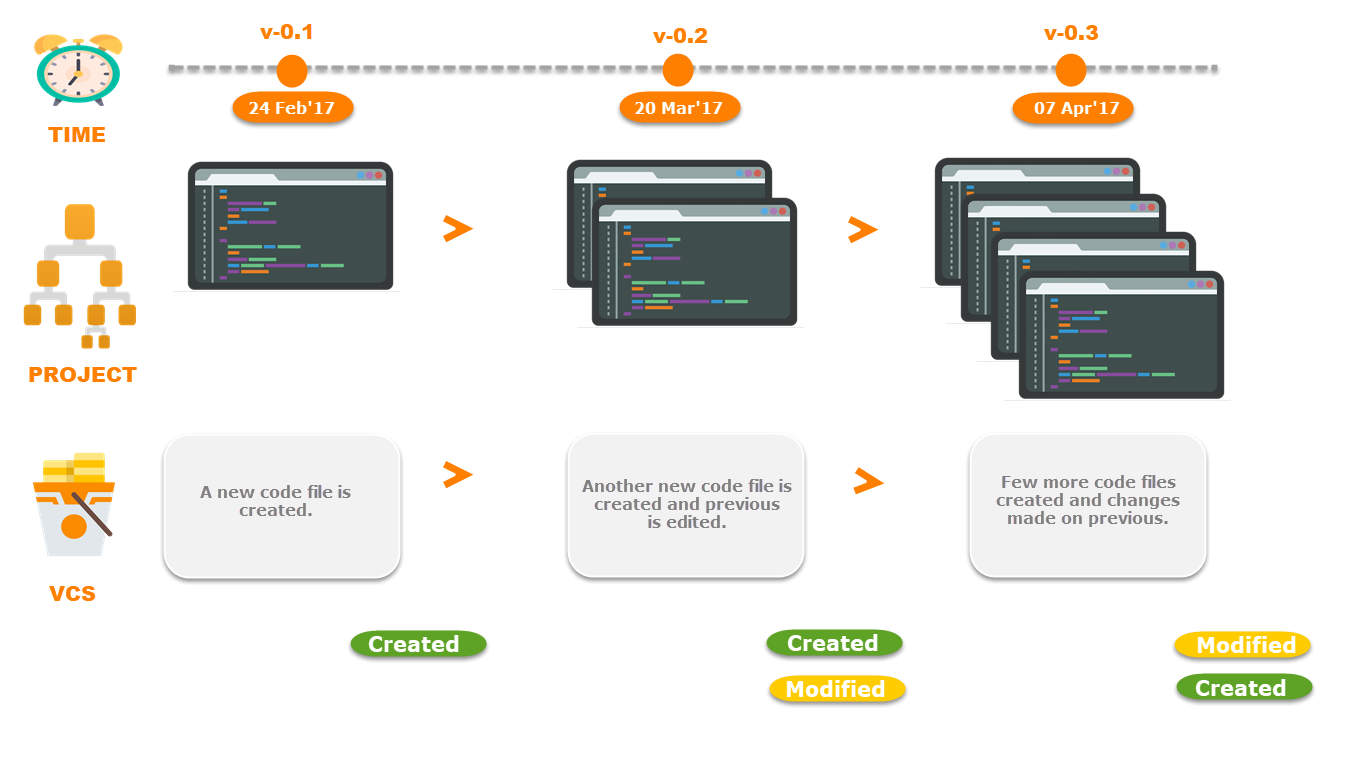 v-0.1
v-0.2
v-0.3
24 Feb'17
20 Mar'17
07 Apr'17
TIME
PROJECT
A new code file is
created.
Another new code file is
created and previous
is edited.
Few more code files
created and changes
made on previous.
VCS
Created
Created
Modified
Modified
Created